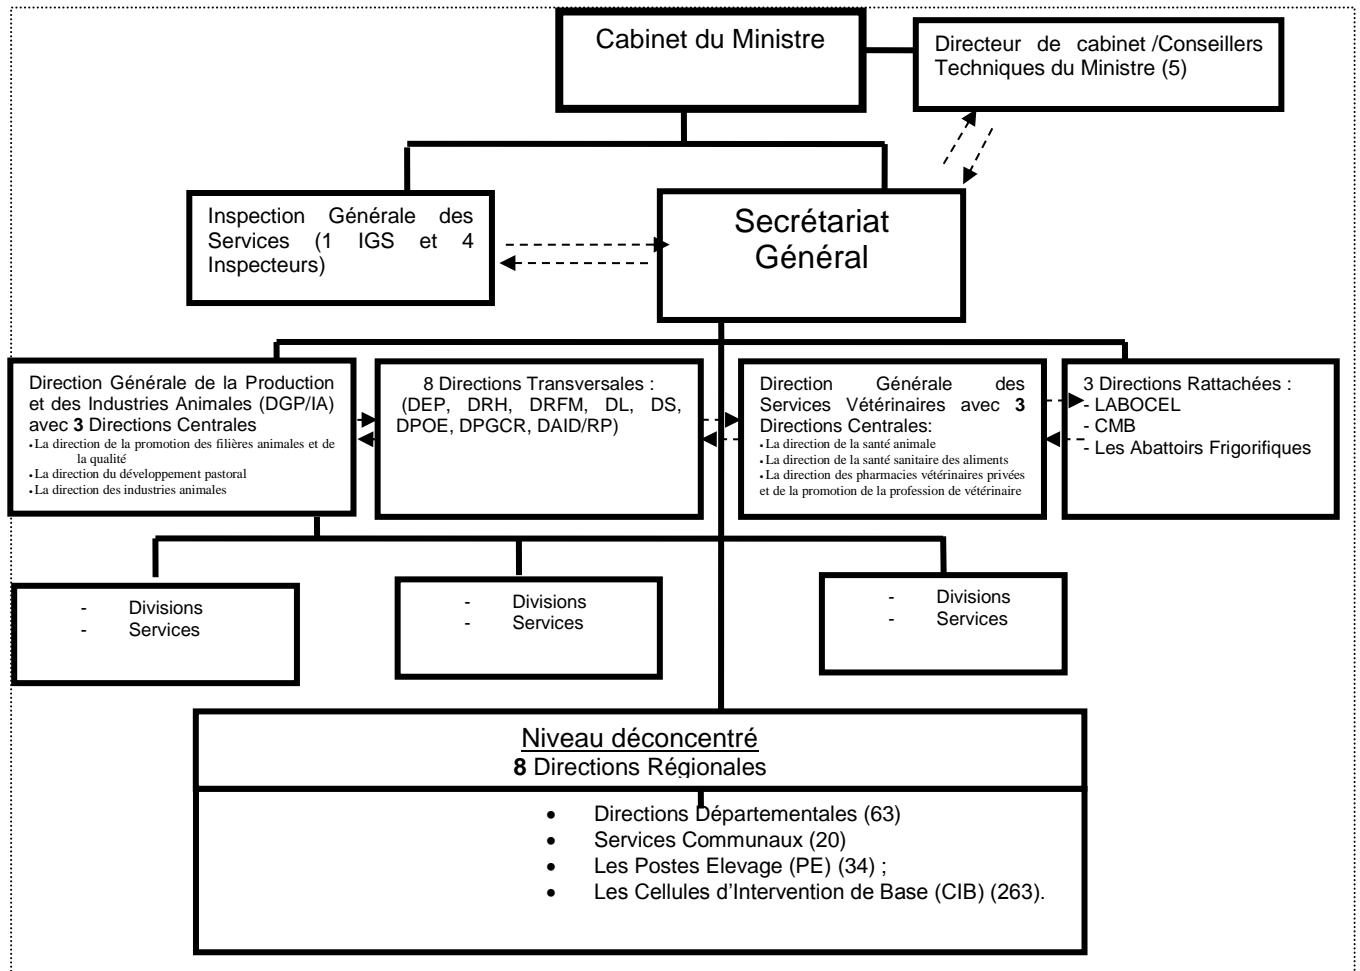 Cabinet du Ministre
Directeur de cabinet /Conseillers
Techniques du Ministre (5)
Inspection Générale des
Services (1 IGS et 4
Inspecteurs)
Secrétariat
Général
Direction Générale de la Production
et des Industries Animales (DGP/IA)
avec 3 Directions Centrales
• La direction de la promotion des filières animales et de
la qualité
• La direction du développement pastoral
• La direction des industries animales
8 Directions Transversales :
(DEP, DRH, DRFM, DL, DS,
DPOE, DPGCR, DAID/RP)
Direction Générale des
Services Vétérinaires avec 3
Directions Centrales:
• La direction de la santé animale
• La direction de la santé sanitaire des aliments
• La direction des pharmacies vétérinaires privées
et de la promotion de la profession de vétérinaire
3 Directions Rattachées :
- LABOCEL
- CMB
- Les Abattoirs Frigorifiques
- Divisions
- Services
- Divisions
- Services
- Divisions
- Services
Niveau déconcentré
8 Directions Régionales
• Directions Départementales (63)
• Services Communaux (20)
• Les Postes Elevage (PE) (34) ;
• Les Cellules d'Intervention de Base (CIB) (263).